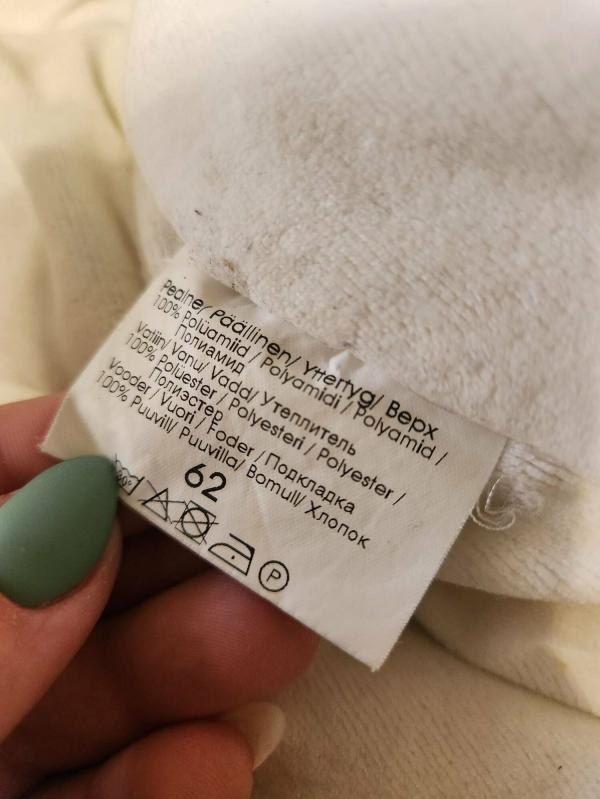 Pealne/ Päällinen/ Yttertyg/ Верх
100% Polüamiid / Polyamidi / Polyamid /
Полиамид
Vatiin/ Vanu/ Vadd/ Утеплитель
100% Polüester / Polyesteri / Polyester /
Полиэстер
Vooder / Vuori / Foder / Подкладка
100% Puuvill/ Puuvilla/ Bomull/ Хлопок
62
P